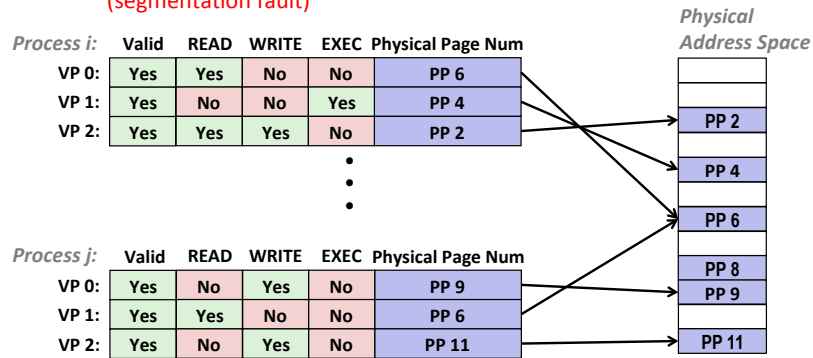 (segmentation fault)
Physical
Address Space
Process i: Valid READ WRITE EXEC Physical Page Num
VP 0: Yes Yes No No PP 6
VP 1: Yes No No Yes PP 4
VP 2: Yes Yes Yes No PP 2
PP 2
PP 4
PP 6
PP 8
PP 9
PP 11
Process j: Valid READ WRITE EXEC Physical Page Num
VP 0: Yes No Yes No PP 9
VP 1: Yes Yes No No PP 6
VP 2: Yes No Yes No PP 11